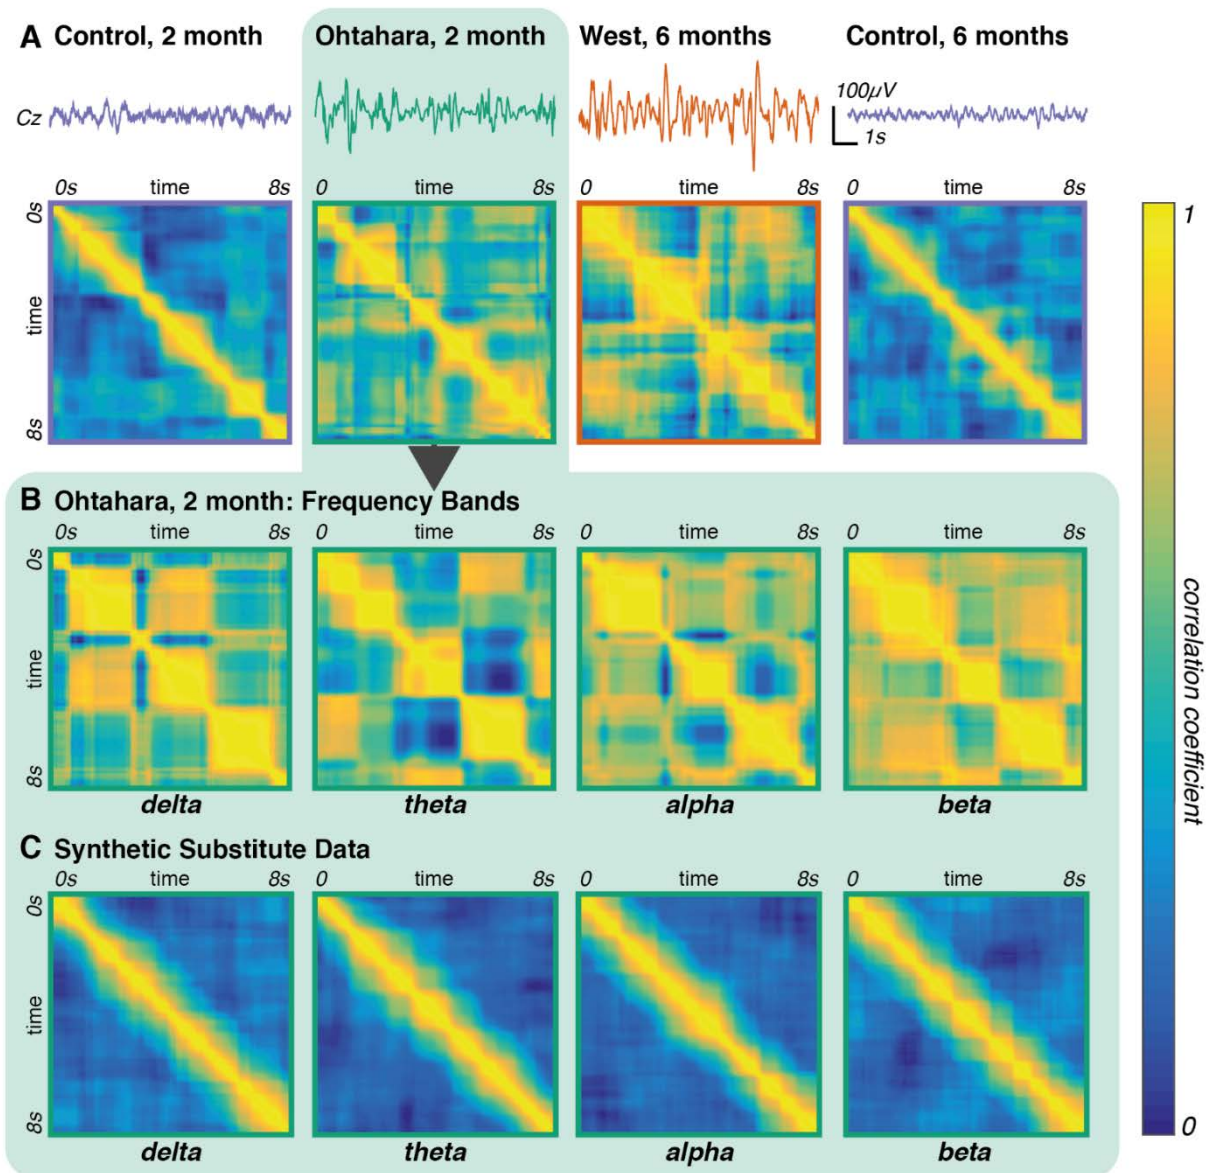 A Control, 2 month Ohtahara, 2 month West, 6 months Control, 6 months
Cz
100µV
1s
0s time 8s 0 time 8s 0 time 8s 0 time 8s
0s
time
8s
1
B Ohtahara, 2 month: Frequency Bands
0s time 8s 0 time 8s 0 time 8s 0 time 8s
0s
time
8s
delta theta alpha beta
correlation coefficient
C Synthetic Substitute Data
0s time 8s 0 time 8s 0 time 8s 0 time 8s
0s
time
8s
0
delta theta alpha beta